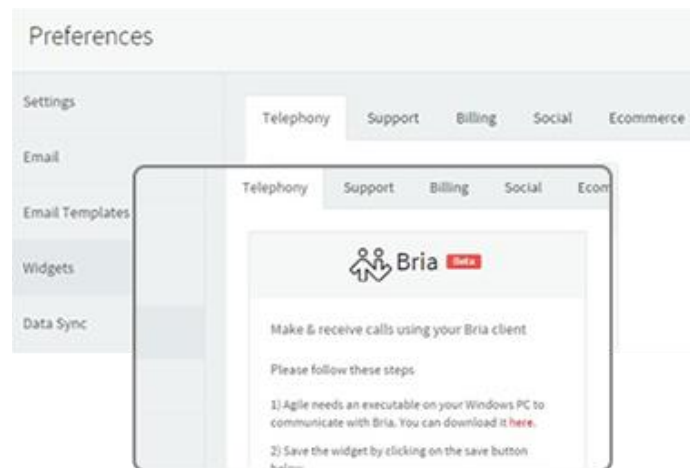 Preferences
Settings
Email
Email Templates
Widgets
Data Sync
Telephony Support Billing Social Ecommerce
Telephony Support Billing Social Ecom
Bria Beta
Make & receive calls using your Bria client
Please follow these steps
1) Agile needs an executable on your Windows PC to
communicate with Bria. You can download it here.
2) Save the widget by clicking on the save button